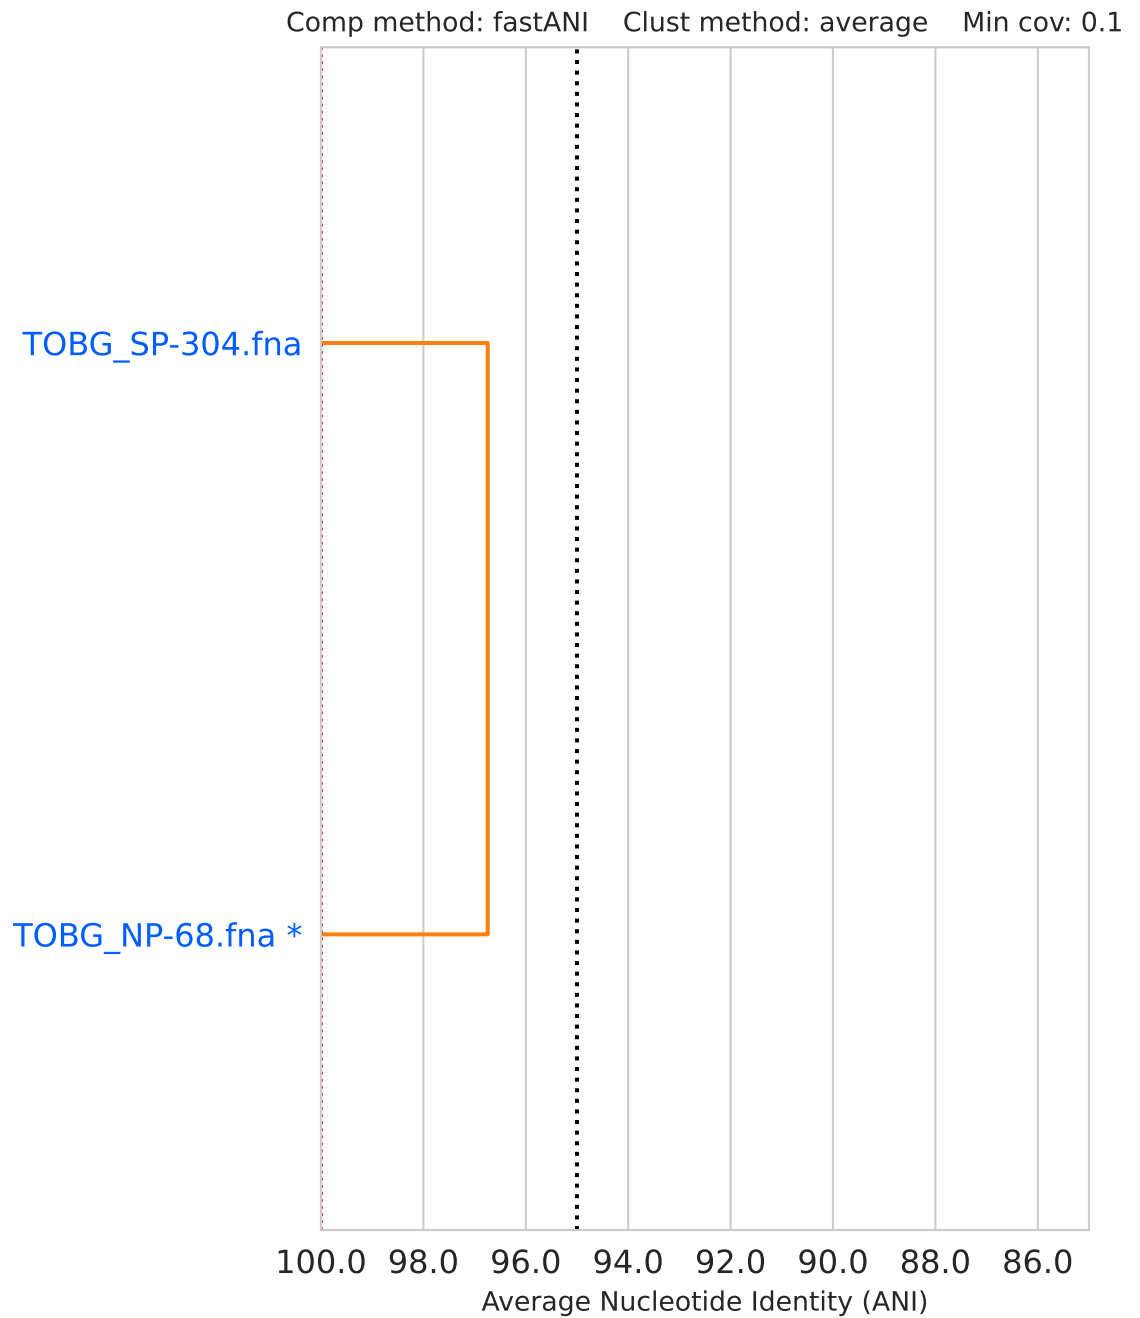 Comp method: fastANI    Clust method: average    Min cov: 0.1
TOBG_SP-304.fna
TOBG_NP-68.fna *
100.0 98.0 96.0 94.0 92.0 90.0 88.0 86.0
Average Nucleotide Identity (ANI)